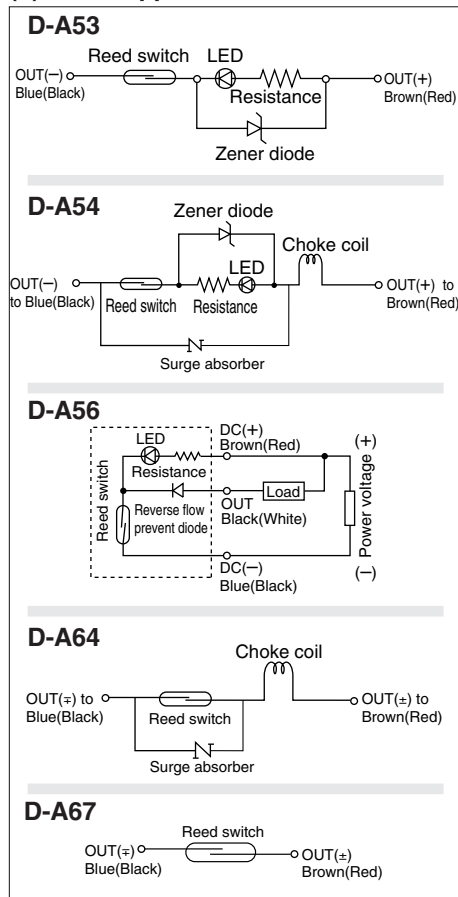 D-A53
Reed switch LED
OUT(−) OUT(+)
Blue(Black) Resistance Brown(Red)
Zener diode
D-A54
Zener diode
Choke coil
LED
OUT(−) OUT(+) to
to Blue(Black) Reed switch Resistance Brown(Red)
Surge absorber
D-A56
DC(+)
LED Brown(Red) (+)
Resistance
Reed switch
Reverse flow
prevent diode
OUT
Black(White)
Load
Power voltage
DC(−) (−)
Blue(Black)
D-A64
Choke coil
OUT(∓) to OUT(±) to
Blue(Black) Reed switch Brown(Red)
Surge absorber
D-A67
Reed switch
OUT(∓) OUT(±)
Blue(Black) Brown(Red)